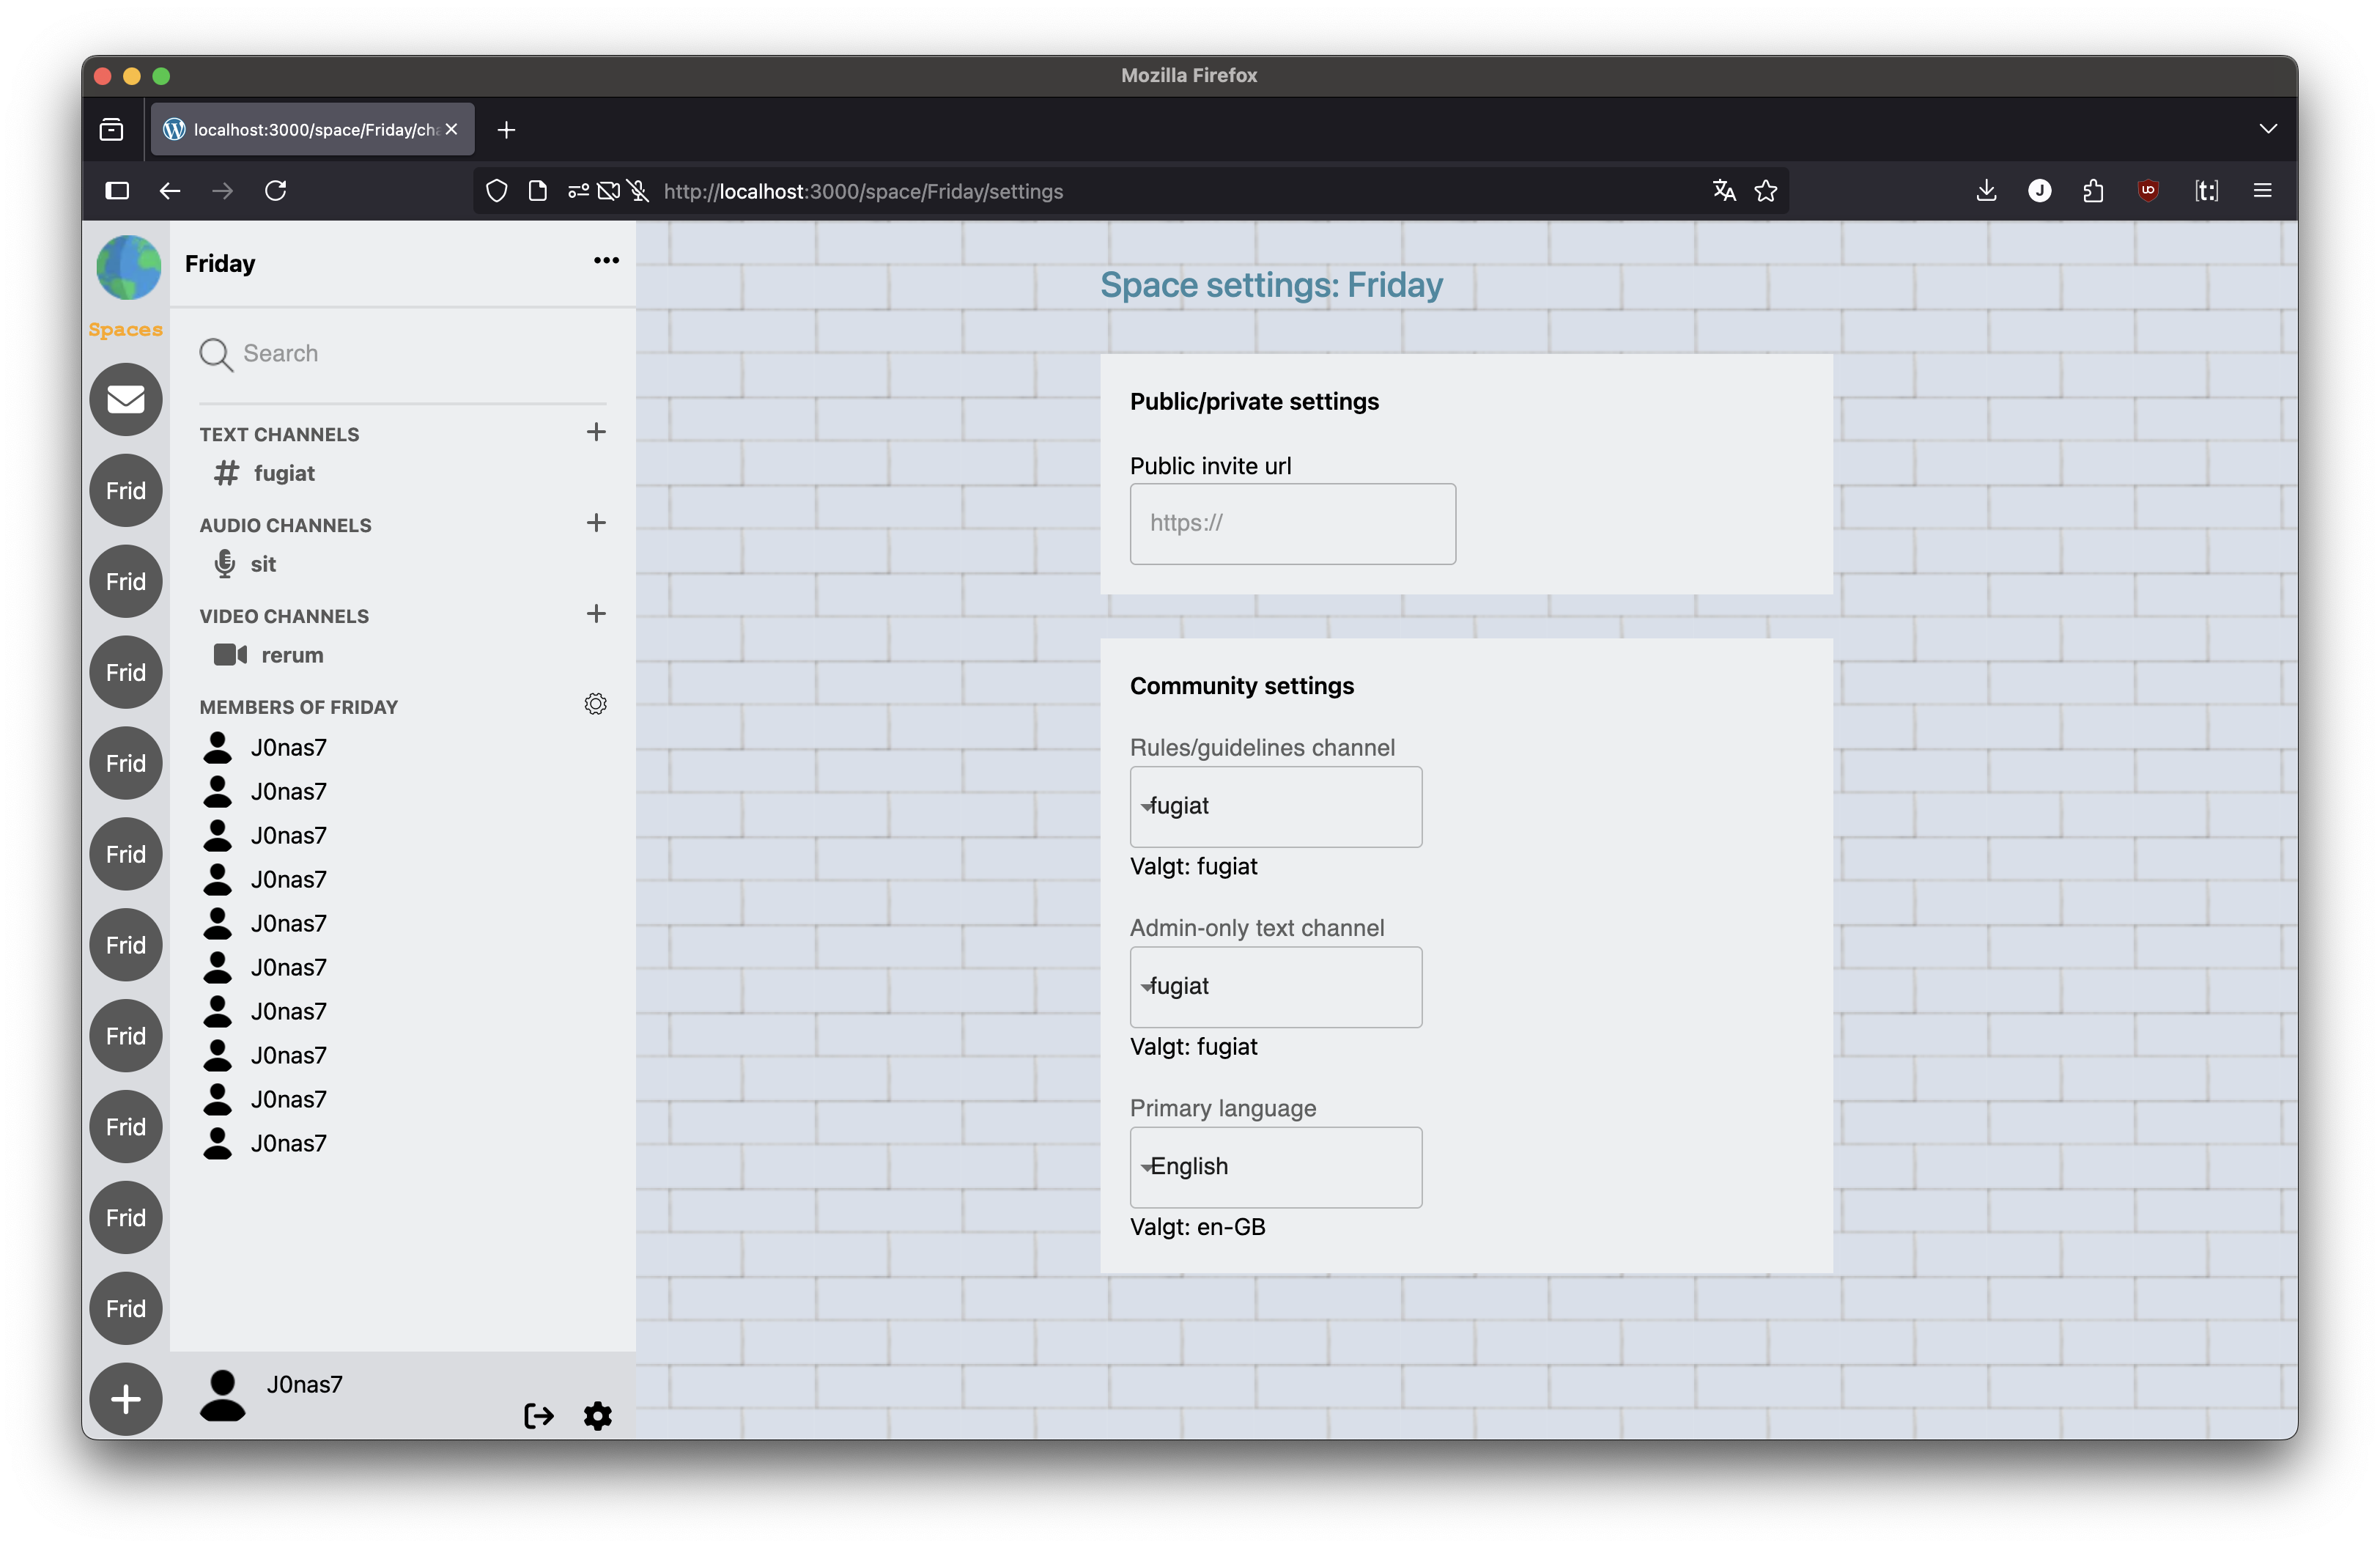 Mozilla Firefox
localhost:3000/space/Friday/cha
http://localhost:3000/space/Friday/settings
J
UD
[t:]
Spaces
Frid
Frid
Frid
Frid
Frid
Frid
Frid
Frid
Frid
Frid
Friday
Search
TEXT CHANNELS
fugiat
AUDIO CHANNELS
sit
VIDEO CHANNELS
rerum
MEMBERS OF FRIDAY
J0nas7
J0nas7
J0nas7
J0nas7
J0nas7
J0nas7
J0nas7
J0nas7
J0nas7
J0nas7
J0nas7
Space settings: Friday
Public/private settings
Public invite url
https://
Community settings
Rules/guidelines channel
fugiat
Valgt: fugiat
Admin-only text channel
fugiat
Valgt: fugiat
Primary language
English
Valgt: en-GB